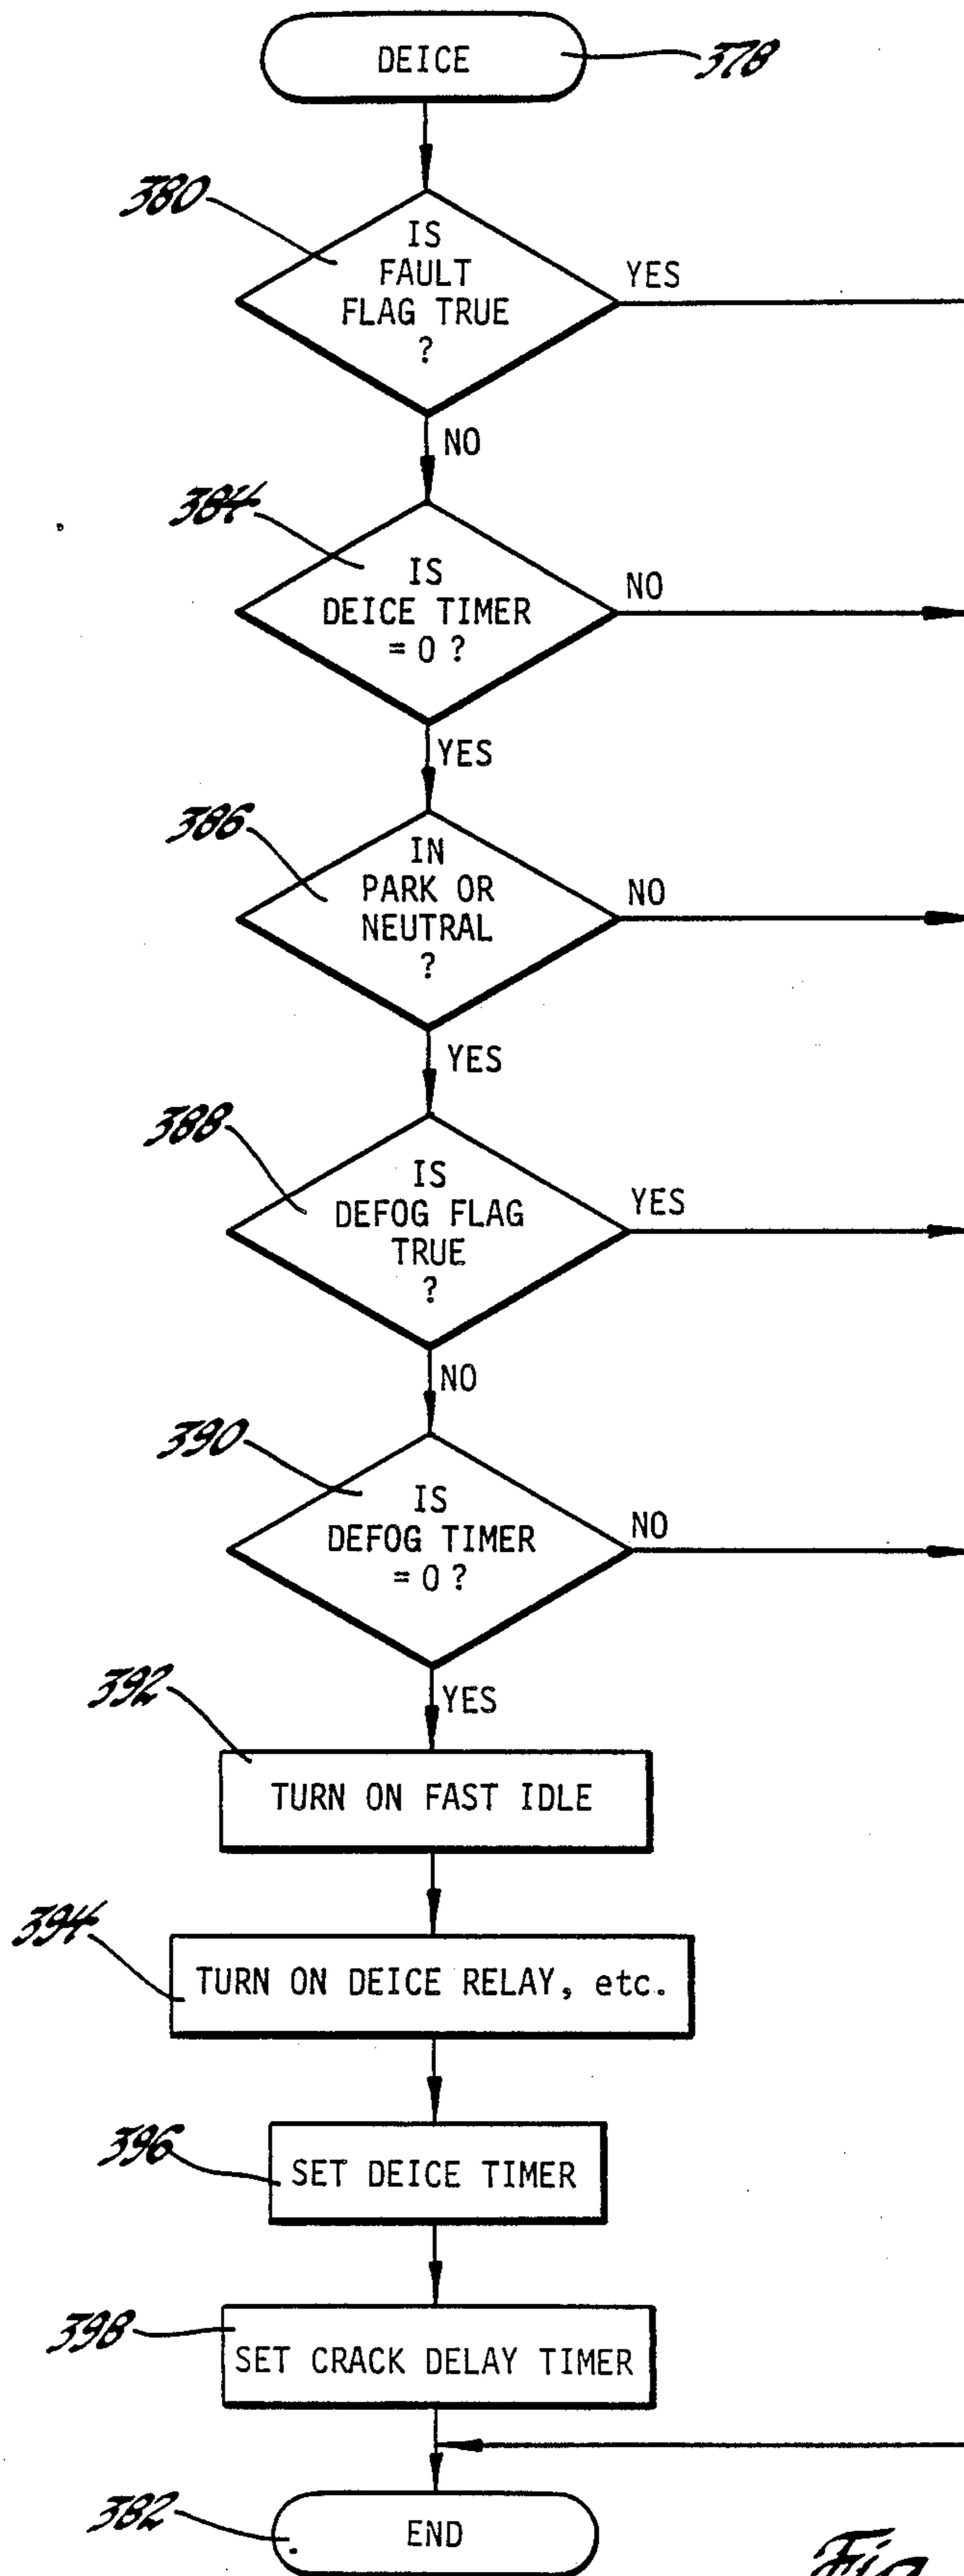 DEICE
378
380
IS
FAULT
FLAG TRUE
?
YES
NO
384
IS
DEICE TIMER
= 0 ?
NO
YES
386
IN
PARK OR
NEUTRAL
?
NO
YES
388
IS
DEFOG FLAG
TRUE
?
YES
NO
390
IS
DEFOG TIMER
= 0 ?
NO
YES
392
TURN ON FAST IDLE
394
TURN ON DEICE RELAY, etc.
396
SET DEICE TIMER
398
SET CRACK DELAY TIMER
382
END
Fig